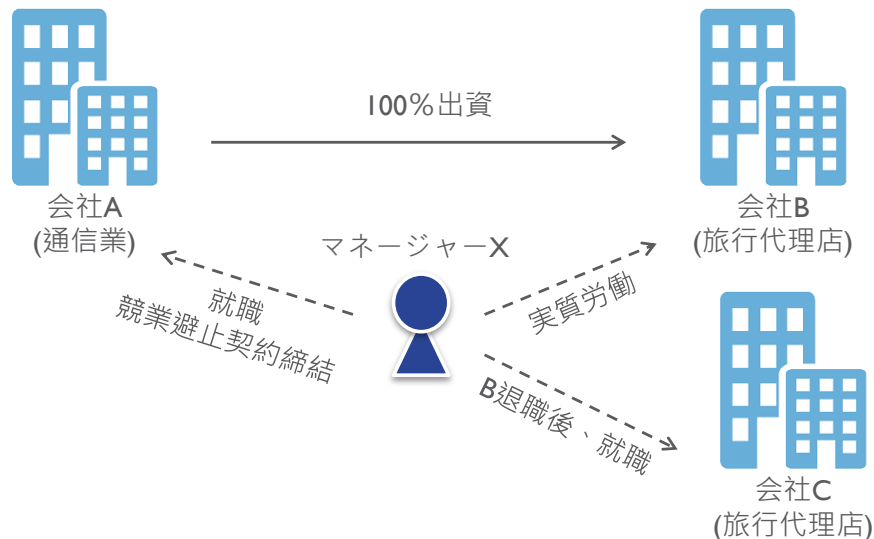 100%出資
会社A
(通信業)
会社B
(旅行代理店)
マネージャーX
就職
競業避止契約締結
実質労働
B退職後、就職
会社C
(旅行代理店)